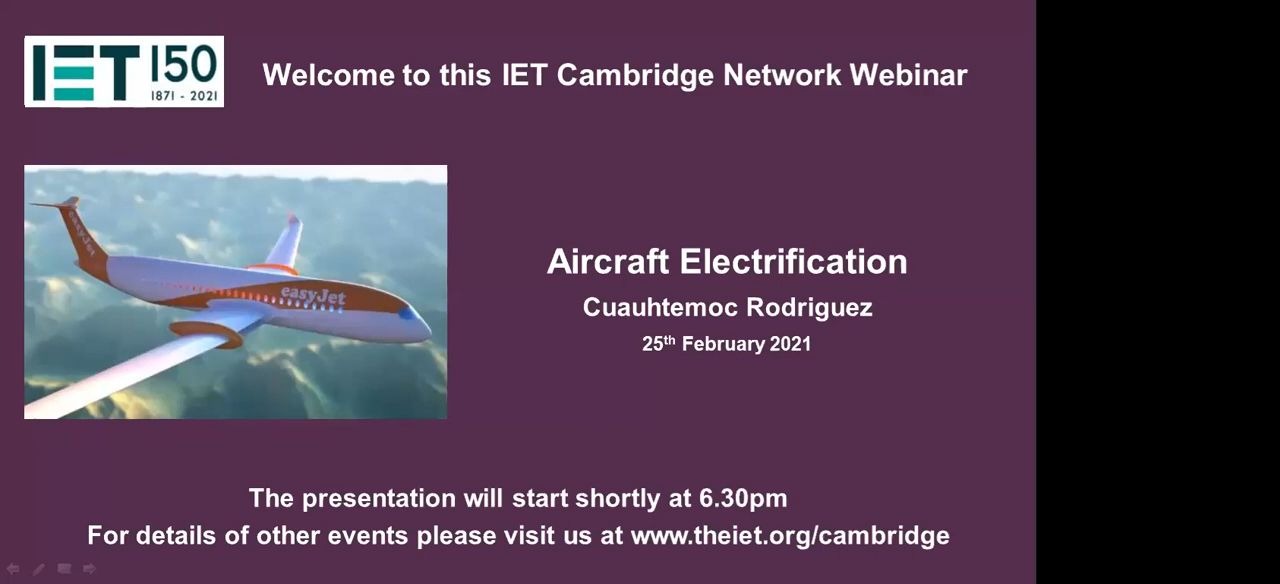 IET 150
1871 - 2021
Welcome to this IET Cambridge Network Webinar
easyJet
easyJet
Aircraft Electrification
Cuauhtemoc Rodriguez
25th February 2021
The presentation will start shortly at 6.30pm
For details of other events please visit us at www.theiet.org/cambridge